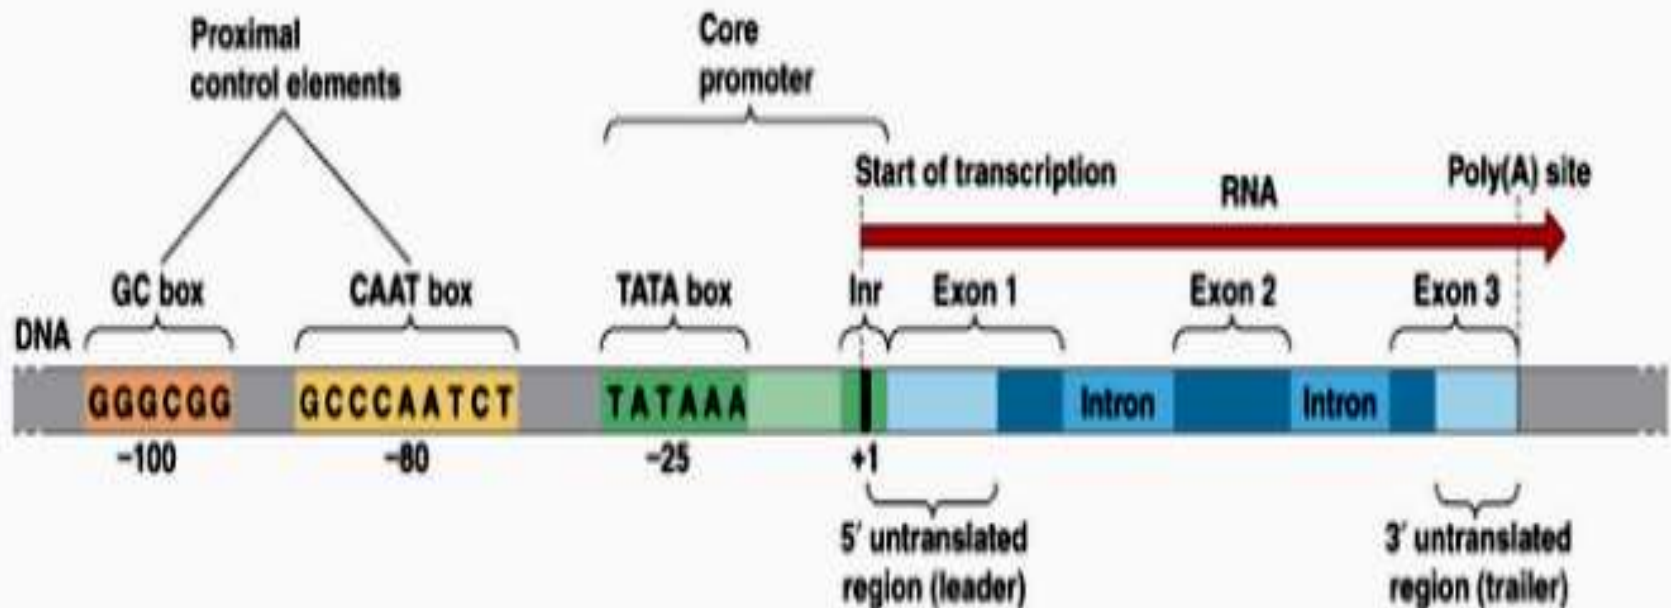 Proximal
control elements
Core
promoter
Start of transcription
RNA
Poly(A) site
GC box
CAAT box
TATA box
Inr
Exon 1
Exon 2
Exon 3
DNA
GGGCGG
GCCCAATCT
TATAAA
Intron
Intron
-100
-80
-25
+1
5' untranslated
region (leader)
3' untranslated
region (trailer)